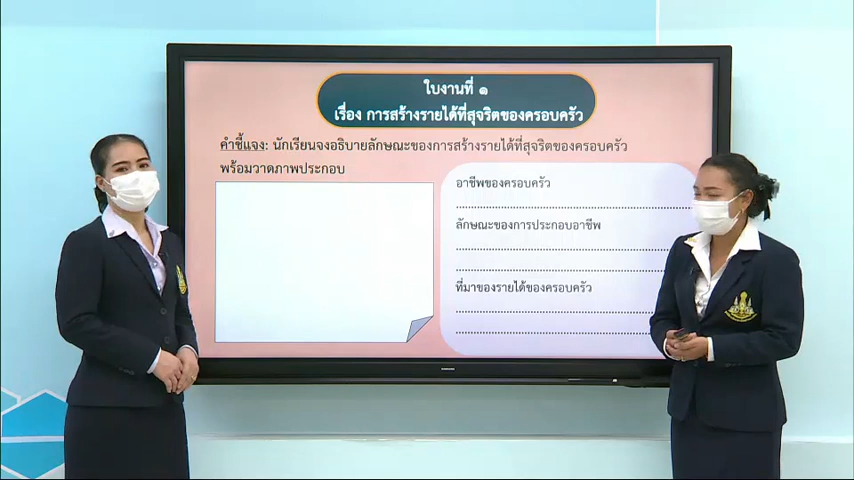 ใบงานที่ ๑
เรื่อง การสร้างรายได้ที่สุจริตของครอบครัว
คำชี้แจง: นักเรียนจงอธิบายลักษณะของการสร้างรายได้ที่สุจริตของครอบครัว
พร้อมวาดภาพประกอบ
อาชีพของครอบครัว
ลักษณะของการประกอบอาชีพ
ที่มาของรายได้ของครอบครัว